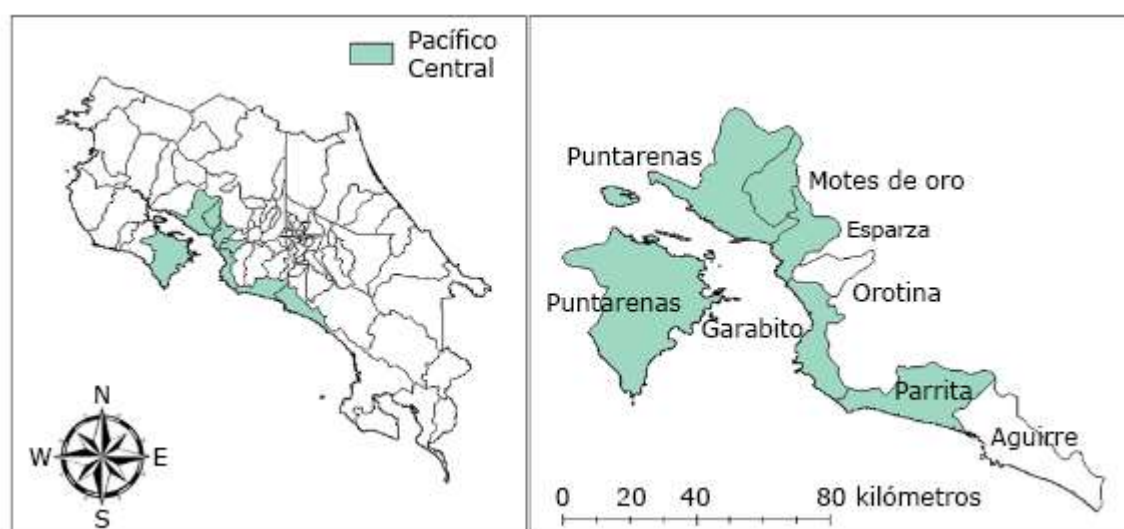 Pacífico
Central
N
W
E
S
Puntarenas
Motes de oro
Esparza
Orotina
Puntarenas
Garabito
Parrita
Aguirre
0 20 40 80 kilómetros